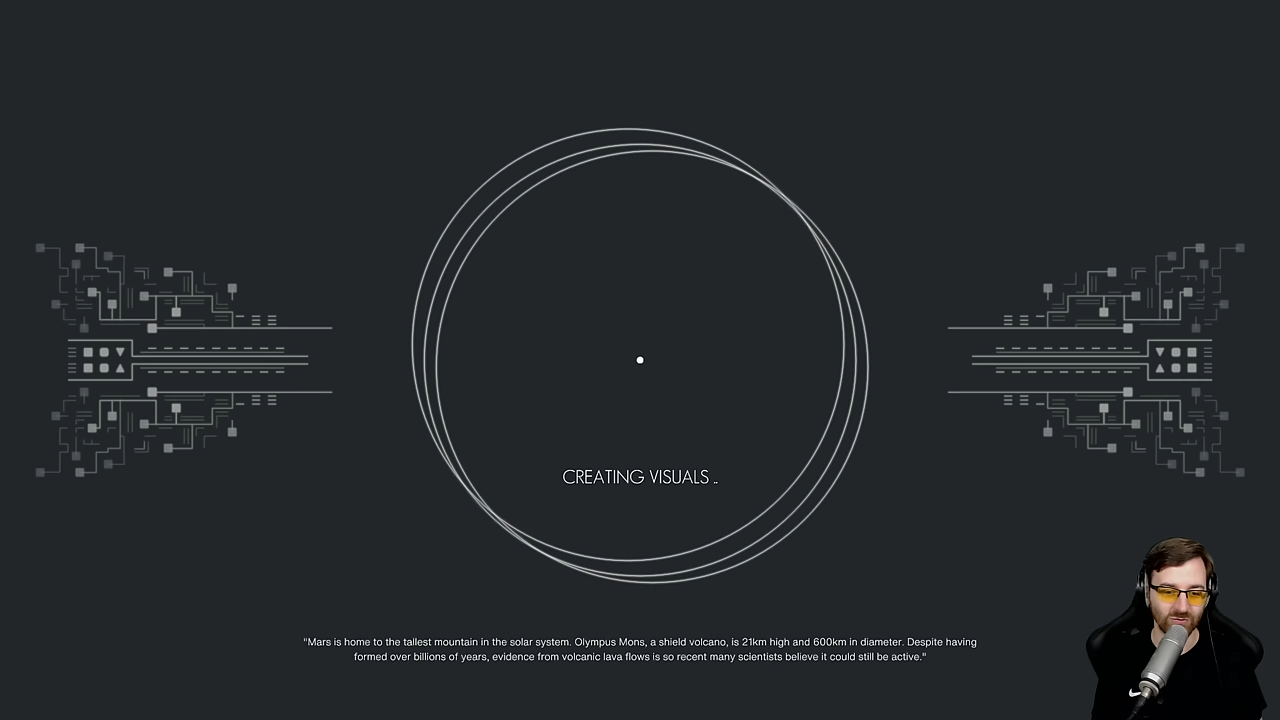 CREATING VISUALS ..
"Mars is home to the tallest mountain in the solar system. Olympus Mons, a shield volcano, is 21km high and 600km in diameter. Despite having
formed over billions of years, evidence from volcanic lava flows is so recent many scientists believe it could still be active."